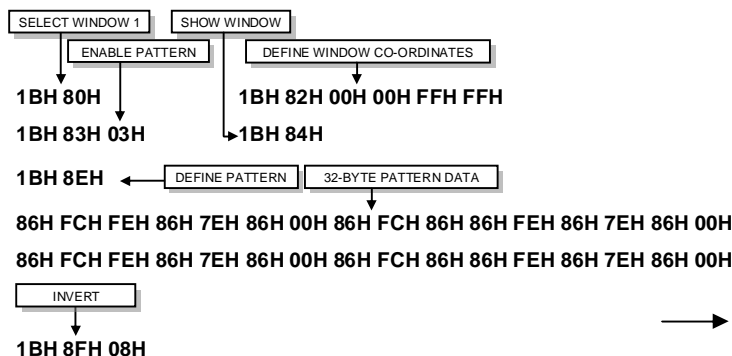 SELECT WINDOW 1 SHOW WINDOW
ENABLE PATTERN DEFINE WINDOW CO-ORDINATES
1BH 80H 1BH 82H 00H 00H FFH FFH
1BH 83H 03H 1BH 84H
1BH 8EH DEFINE PATTERN 32-BYTE PATTERN DATA
86H FCH FEH 86H 7EH 86H 00H 86H FCH 86H 86H FEH 86H 7EH 86H 00H
86H FCH FEH 86H 7EH 86H 00H 86H FCH 86H 86H FEH 86H 7EH 86H 00H
INVERT
1BH 8FH 08H